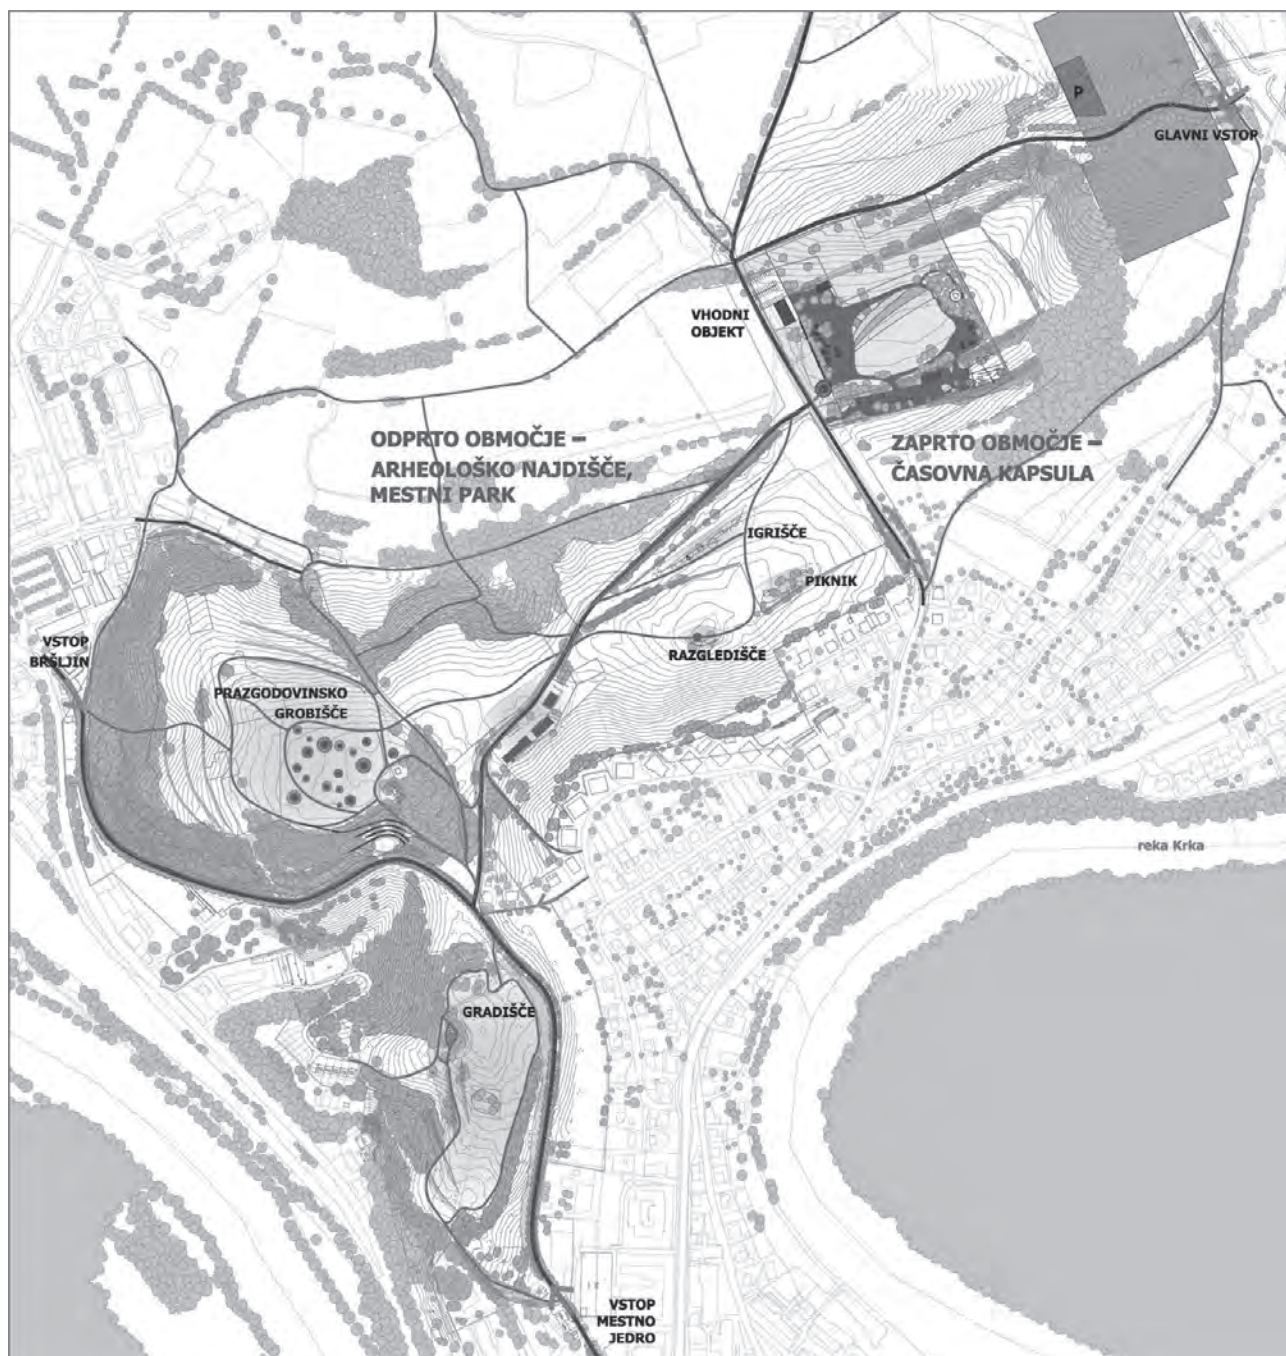 P
GLAVNI VSTOP
VHODNI
OBJEKT
ODPRTO OBMOČJE –
ARHEOLOŠKO NAJDIŠČE,
MESTNI PARK
ZAPRTO OBMOČJE –
ČASOVNA KAPSULA
IGRIŠČE
PIKNIK
RAZGLEDIŠČE
VSTOP
BRŠLJIN
PRAZGODOVINSKO
GROBIŠČE
reka Krka
GRADIŠČE
VSTOP
MESTNO
JEDRO